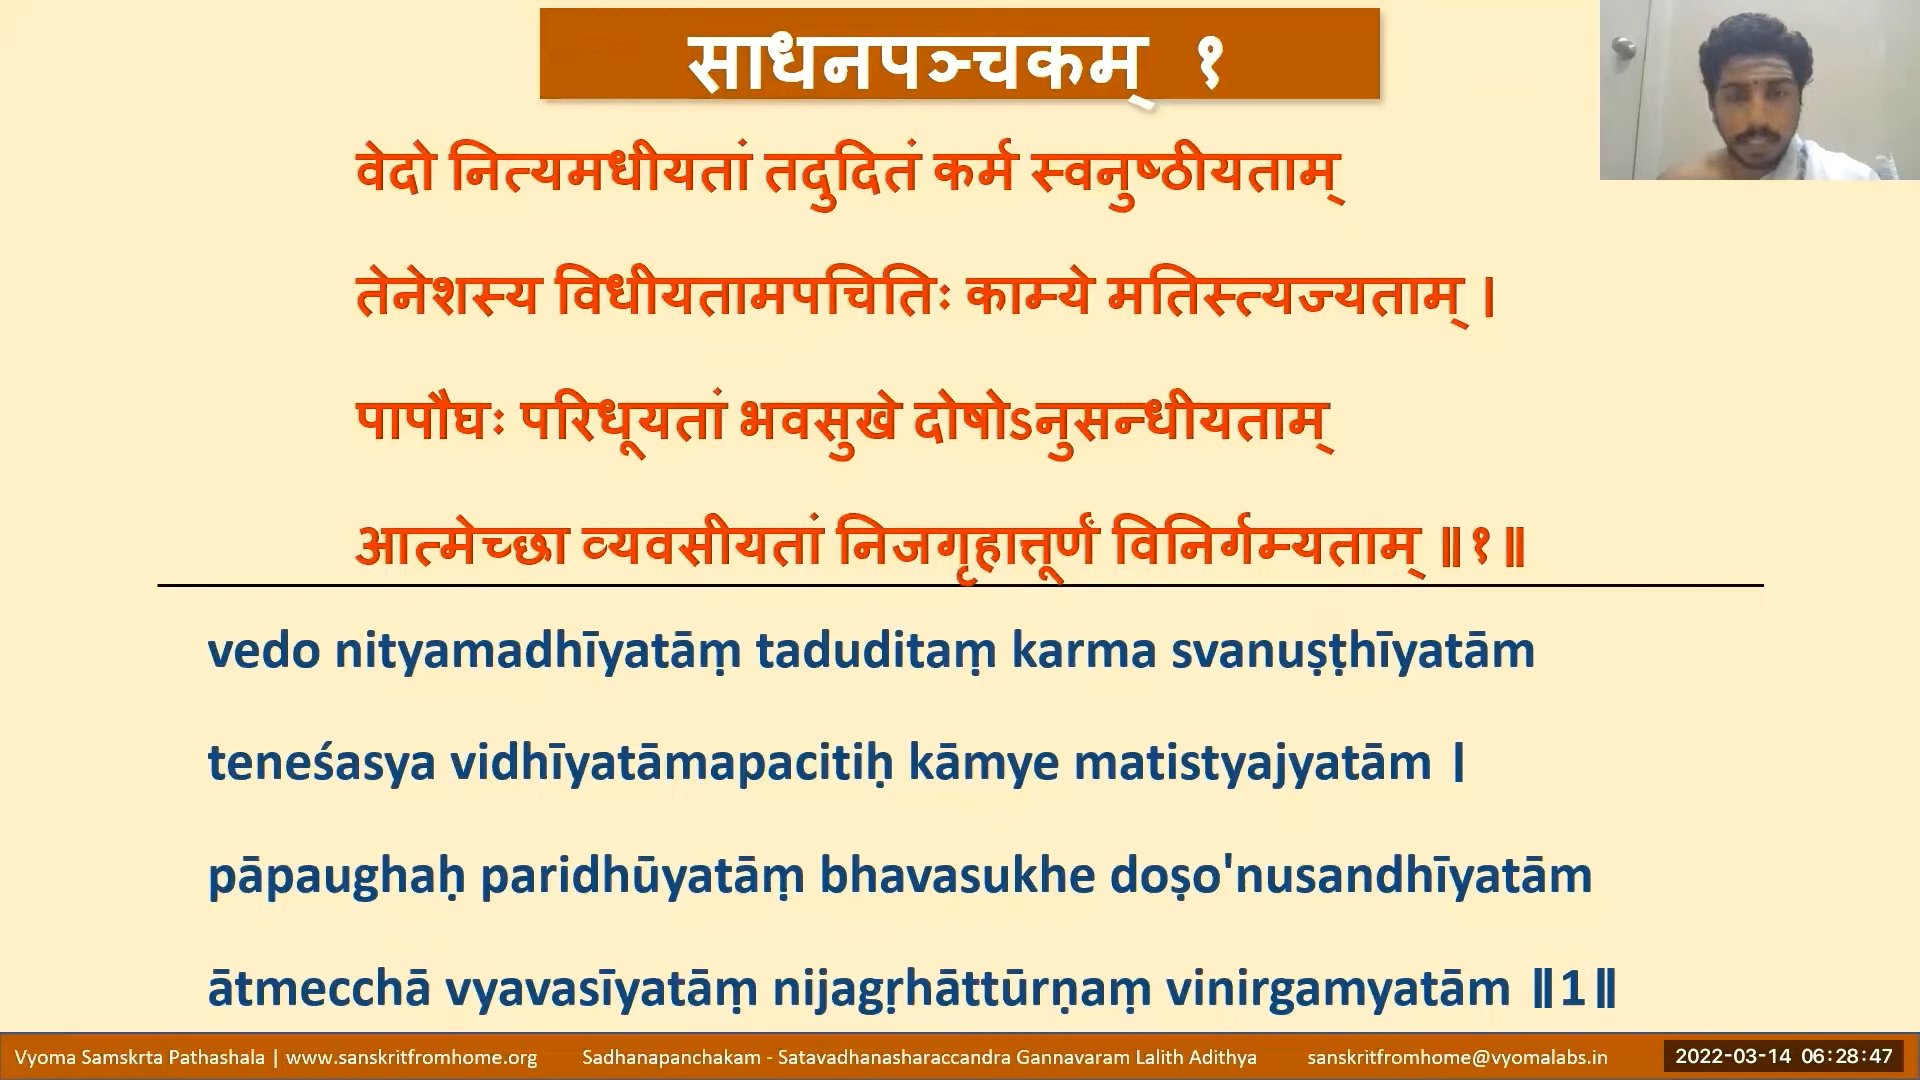 साधनपञ्चकम् १
वेदो नित्यमधीयतां तदुदितं कर्म स्वनुष्ठीयताम्
तेनेशस्य विधीयतामपचितिः काम्ये मतिस्त्यज्यताम् ।
पापौघः परिधूयतां भवसुखे दोषोऽनुसन्धीयताम्
आत्मेच्छा व्यवसीयतां निजगृहात्तूर्णं विनिर्गम्यताम् ॥१॥
vedo nityamadhīyatāṃ taduditaṃ karma svanuṣṭhīyatām
teneśasya vidhīyatāmapacitiḥ kāmye matistyajyatām |
pāpaughaḥ paridhūyatāṃ bhavasukhe doṣo'nusandhīyatām
ātmecchā vyavasīyatāṃ nijagṛhāttūrṇaṃ vinirgamyatām ॥1॥
Vyoma Samskrta Pathashala | www.sanskritfromhome.org Sadhanapanchakam - Satavadhanasharaccandra Gannavaram Lalith Adithya sanskritfromhome@vyomalabs.in 2022-03-14 06:28:47